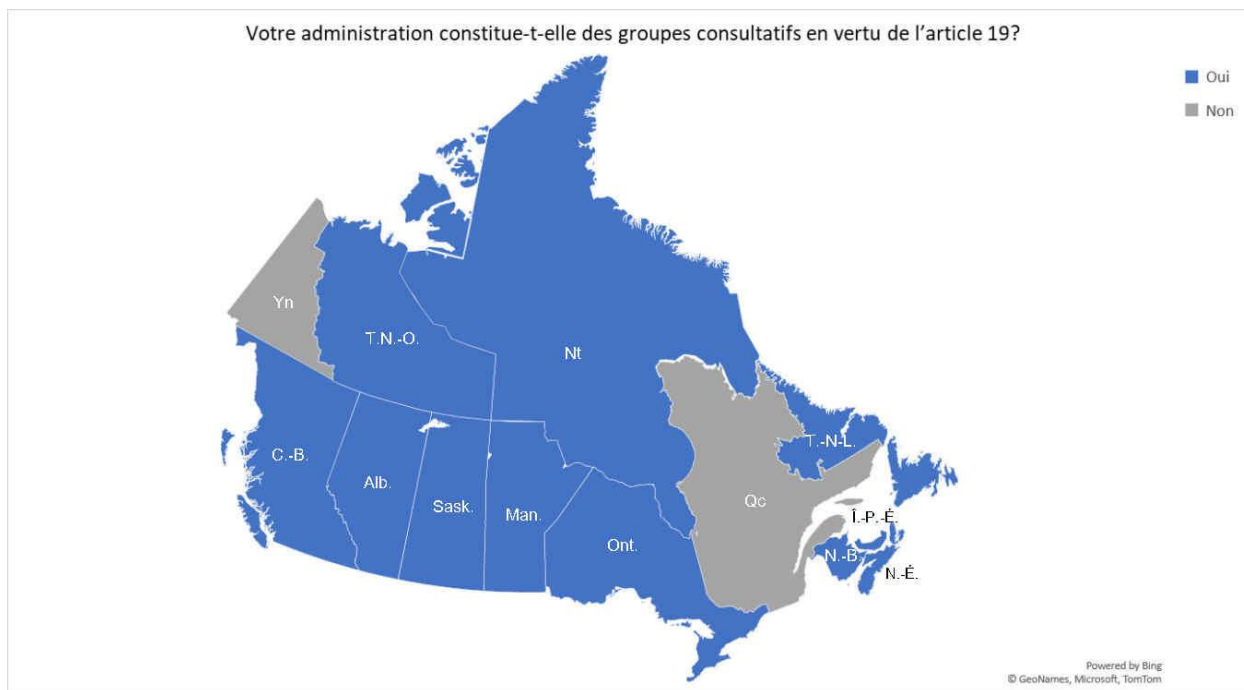 Votre administration constitue-t-elle des groupes consultatifs en vertu de l’article 19?
Oui
Non
Yn
T.N.-O.
Nt
C.-B.
Alb.
Sask.
Man.
Ont.
Qc
T.-N-L.
Î.-P.-É.
N.-B.
N.-É.
Powered by Bing
© GeoNames, Microsoft, TomTom